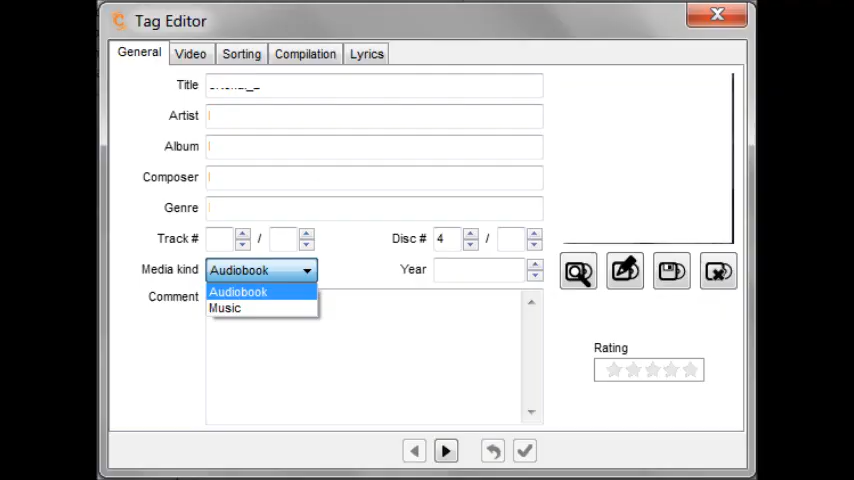 Tag Editor
General Video Sorting Compilation Lyrics
Title
Artist
Album
Composer
Genre
Track # / Disc # 4 /
Media kind Audiobook Year
Audiobook
Music
Comment
Rating